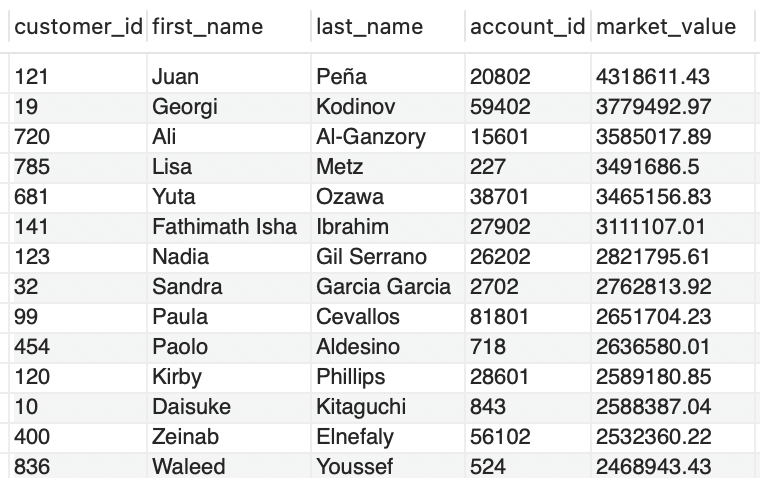 customer_id first_name last_name account_id market_value
121 Juan Peña 20802 4318611.43
19 Georgi Kodinov 59402 3779492.97
720 Ali Al-Ganzory 15601 3585017.89
785 Lisa Metz 227 3491686.5
681 Yuta Ozawa 38701 3465156.83
141 Fathimath Isha Ibrahim 27902 3111107.01
123 Nadia Gil Serrano 26202 2821795.61
32 Sandra Garcia Garcia 2702 2762813.92
99 Paula Cevallos 81801 2651704.23
454 Paolo Aldesino 718 2636580.01
120 Kirby Phillips 28601 2589180.85
10 Daisuke Kitaguchi 843 2588387.04
400 Zeinab Elnefaly 56102 2532360.22
836 Waleed Youssef 524 2468943.43